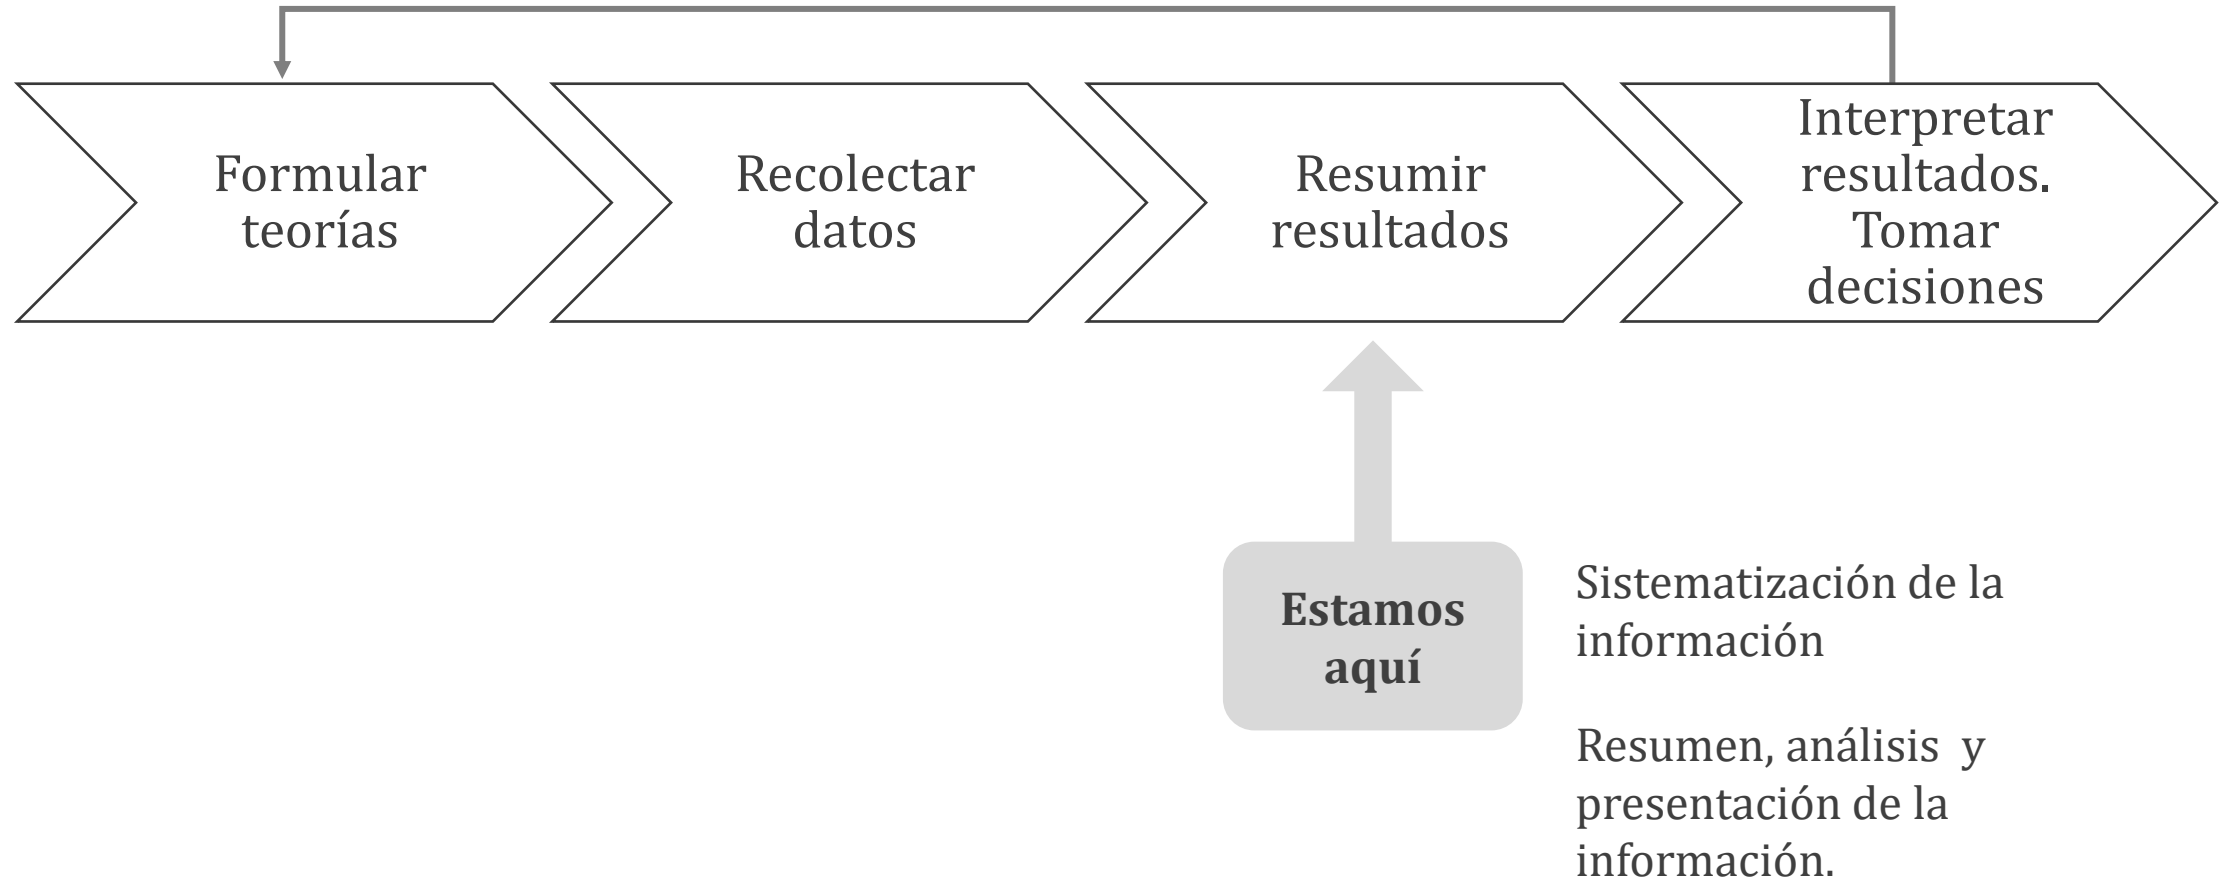 Formular
teorías
Recolectar
datos
Resumir
resultados
Interpretar
resultados.
Tomar
decisiones
Estamos
aquí
Sistematización de la
información
Resumen, análisis  y
presentación de la
información.